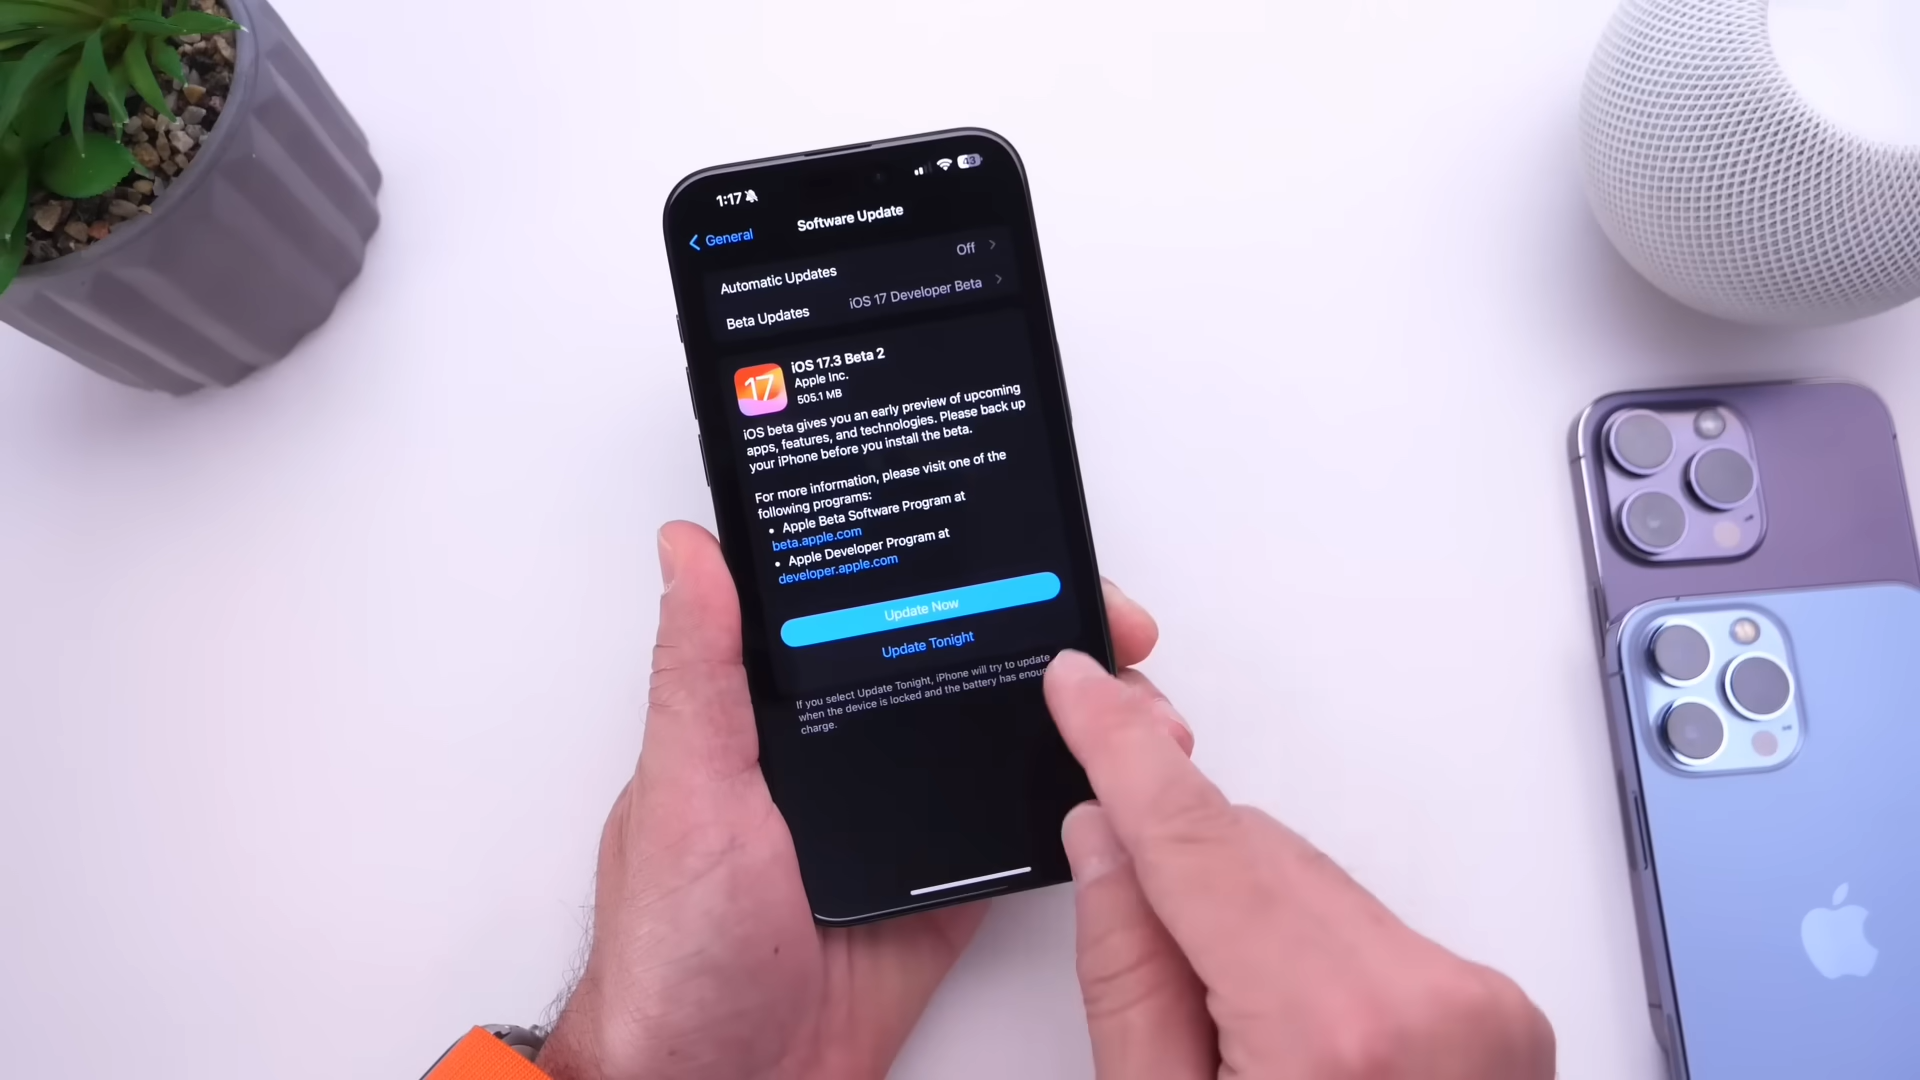 1:17
43
General
Software Update
Automatic Updates Off
Beta Updates iOS 17 Developer Beta
17
iOS 17.3 Beta 2
Apple Inc.
505.1 MB
iOS beta gives you an early preview of upcoming
apps, features, and technologies. Please back up
your iPhone before you install the beta.
For more information, please visit one of the
following programs:
• Apple Beta Software Program at
beta.apple.com
• Apple Developer Program at
developer.apple.com
Update Now
Update Tonight
If you select Update Tonight, iPhone will try to update
when the device is locked and the battery has
charge.